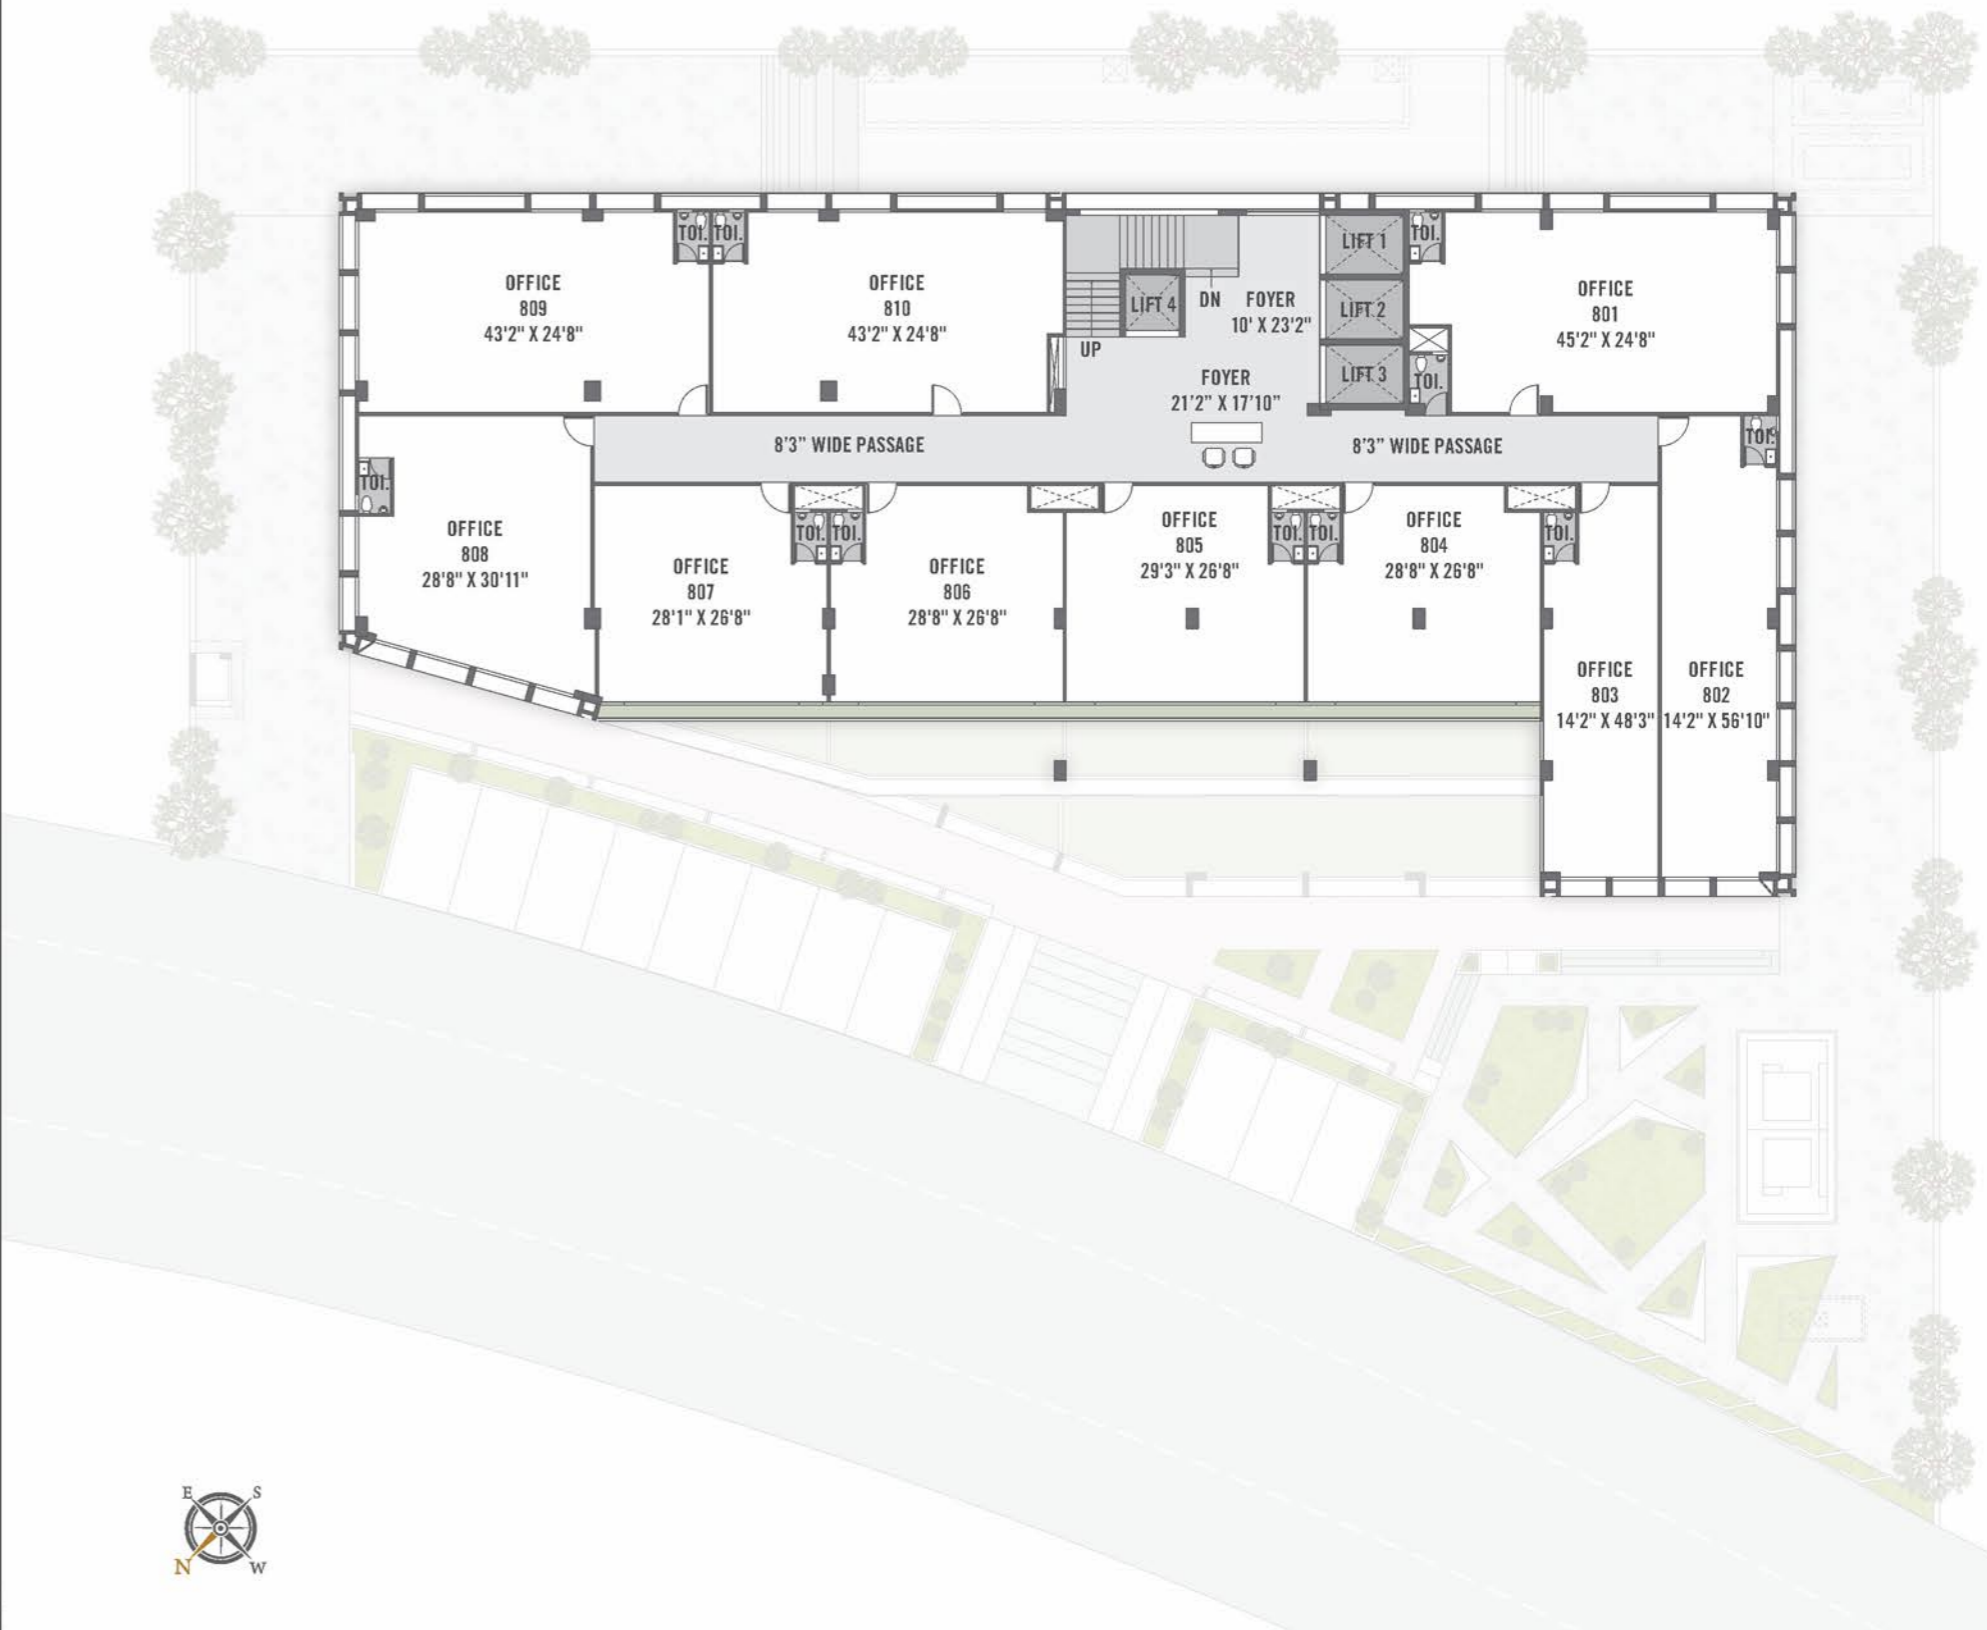 TOI. TOI.
OFFICE
809
43'2" X 24'8"
OFFICE
810
43'2" X 24'8"
LIFT 4
DN
UP
FOYER
10' X 23'2"
FOYER
21'2" X 17'10"
LIFT 1
LIFT 2
LIFT 3
TOI.
TOI.
OFFICE
801
45'2" X 24'8"
8'3" WIDE PASSAGE
8'3" WIDE PASSAGE
TOI.
TOI.
OFFICE
808
28'8" X 30'11"
OFFICE
807
28'1" X 26'8"
TOI. TOI.
OFFICE
806
28'8" X 26'8"
OFFICE
805
29'3" X 26'8"
TOI. TOI.
OFFICE
804
28'8" X 26'8"
TOI.
OFFICE
803
14'2" X 48'3"
OFFICE
802
14'2" X 56'10"
E S
N W